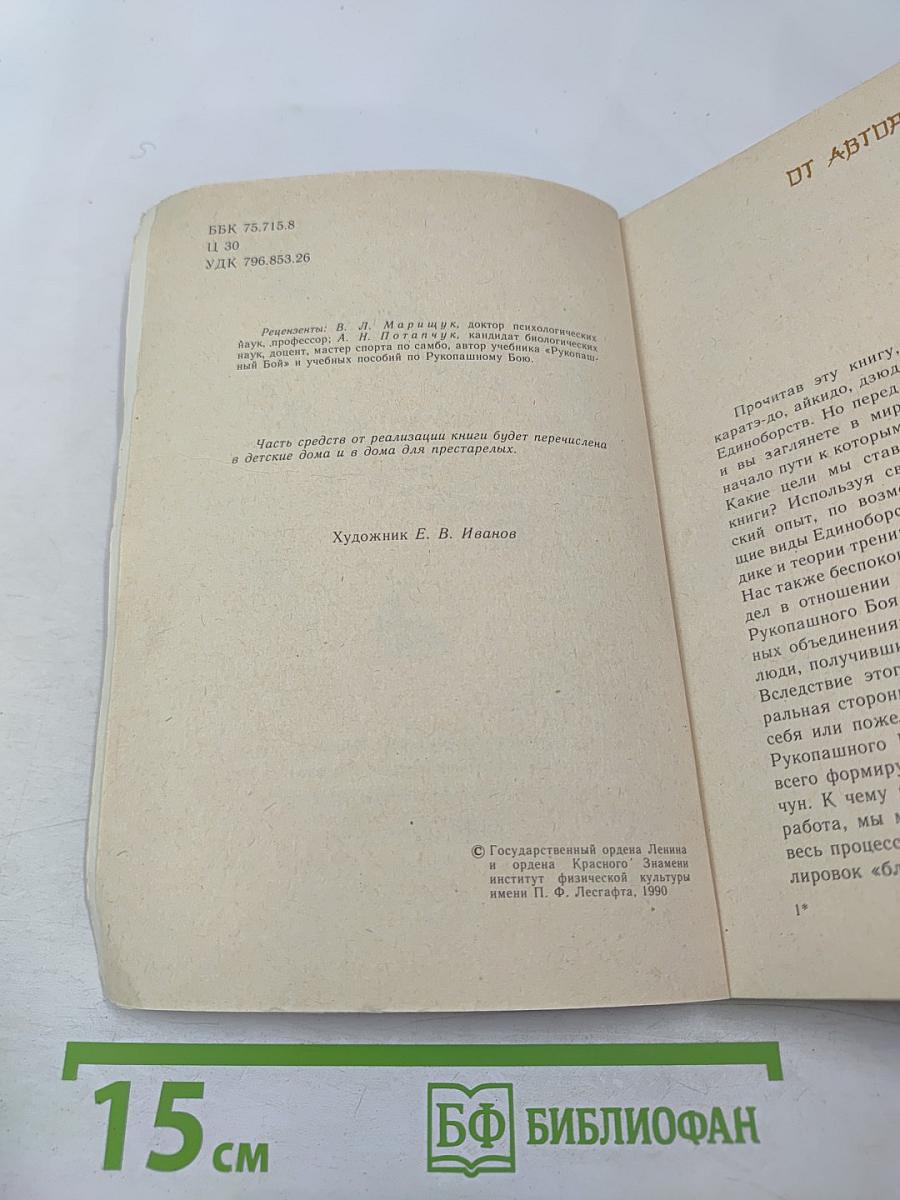 ББК 75.715.8
Ц 30
УДК 796.853.26
Рецензенты: В. Л. Марищук, доктор психологических
наук, профессор; А. Н. Потапчук, кандидат биологических
наук, доцент, мастер спорта по самбо, автор учебника «Рукопаш-
ный Бой» и учебных пособий по Рукопашному Бою.
Часть средств от реализации книги будет перечислена
в детские дома и в дома для престарелых.
Художник Е. В. Иванов
© Государственный ордена Ленина
и ордена Красного Знамени
институт физической культуры
имени П. Ф. Лесгафта, 1990
ОТ АВТОР
Прочитав эту книгу,
каратэ-до, айкидо, дзюд
Единоборств. Но перед
и вы заглянете в мир
начало пути к которым
Какие цели мы став
книги? Используя св
ский опыт, по возмо
щие виды Единоборс
дике и теории трени
Нас также беспоко
дел в отношении
Рукопашного Боя
ных объединения
люди, получивши
Вследствие этог
ральная сторон
себя или поже
Рукопашного
всего формиру
чун. К чему
работа, мы м
весь процесс
лировок «бл
1*
15 см
БФ БИБЛИОФАН